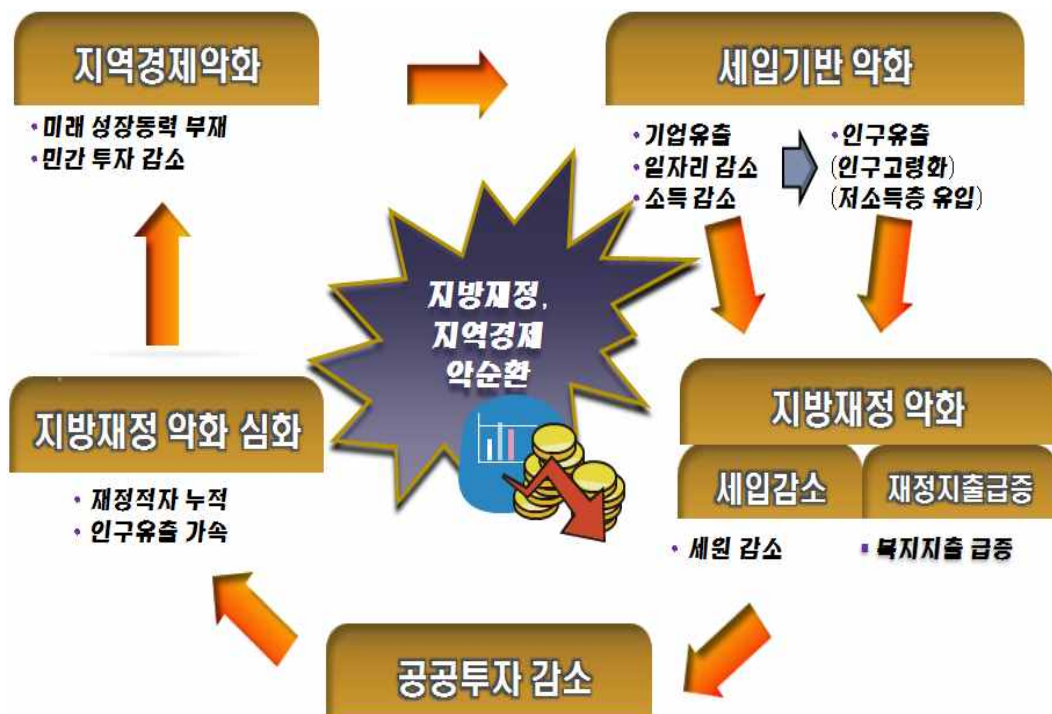 지역경제악화
• 미래 성장동력 부재
• 민간 투자 감소
세입기반 악화
• 기업유출
• 일자리 감소
• 소득 감소
• 인구유출
(인구고령화)
(저소득층 유입)
지방재정,
지역경제
악순환
지방재정 악화
세입감소
• 세원 감소
재정지출급증
▪ 복지지출 급증
공공투자 감소
지방재정 악화 심화
• 재정적자 누적
• 인구유출 가속